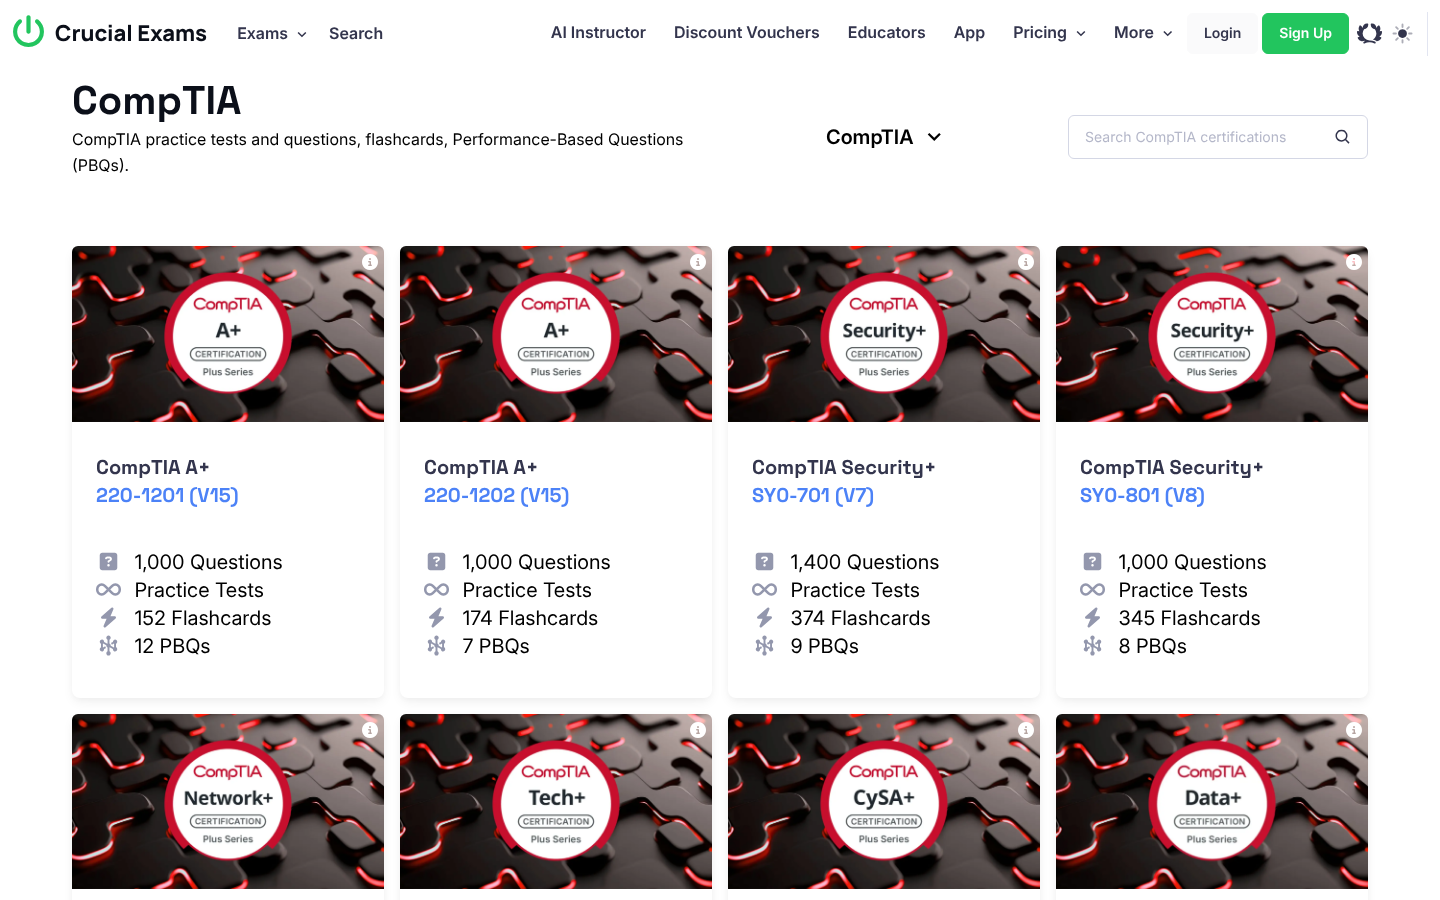 Crucial Exams
Exams
Search
AI Instructor
Discount Vouchers
Educators
App
Pricing
More
Login
Sign Up
CompTIA
CompTIA practice tests and questions, flashcards, Performance-Based Questions
(PBQs).
CompTIA
Search CompTIA certifications
CompTIA
A+
CERTIFICATION
Plus Series
CompTIA A+
220-1201 (V15)
1,000 Questions
Practice Tests
152 Flashcards
12 PBQs
CompTIA
A+
CERTIFICATION
Plus Series
CompTIA A+
220-1202 (V15)
1,000 Questions
Practice Tests
174 Flashcards
7 PBQs
CompTIA
Security+
CERTIFICATION
Plus Series
CompTIA Security+
SY0-701 (V7)
1,400 Questions
Practice Tests
374 Flashcards
9 PBQs
CompTIA
Security+
CERTIFICATION
Plus Series
CompTIA Security+
SY0-801 (V8)
1,000 Questions
Practice Tests
345 Flashcards
8 PBQs
CompTIA
Network+
CERTIFICATION
Plus Series
CompTIA
Tech+
CERTIFICATION
Plus Series
CompTIA
CySA+
CERTIFICATION
Plus Series
CompTIA
Data+
CERTIFICATION
Plus Series